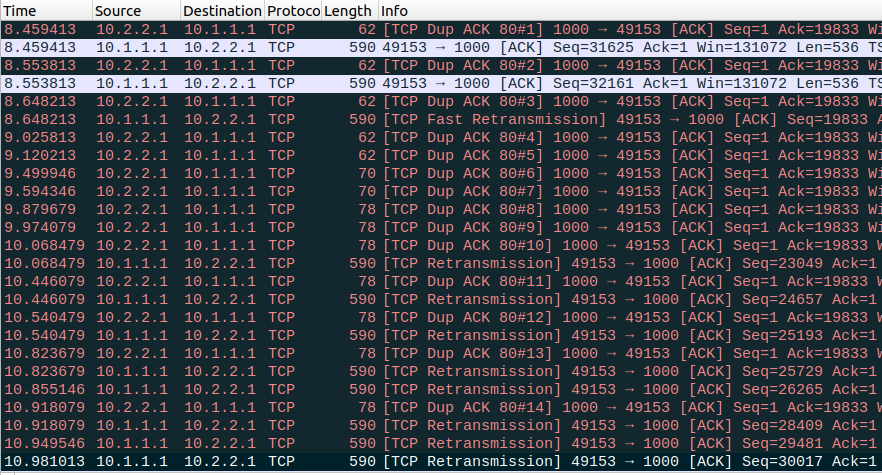 Time Source Destination Protoco Length Info
8.459413 10.2.2.1 10.1.1.1 TCP 62 [TCP Dup ACK 80#1] 1000 → 49153 [ACK] Seq=1 Ack=19833 Wi
8.459413 10.1.1.1 10.2.2.1 TCP 590 49153 → 1000 [ACK] Seq=31625 Ack=1 Win=131072 Len=536 TS
8.553813 10.2.2.1 10.1.1.1 TCP 62 [TCP Dup ACK 80#2] 1000 → 49153 [ACK] Seq=1 Ack=19833 Wi
8.553813 10.1.1.1 10.2.2.1 TCP 590 49153 → 1000 [ACK] Seq=32161 Ack=1 Win=131072 Len=536 TS
8.648213 10.2.2.1 10.1.1.1 TCP 62 [TCP Dup ACK 80#3] 1000 → 49153 [ACK] Seq=1 Ack=19833 Wi
8.648213 10.1.1.1 10.2.2.1 TCP 590 [TCP Fast Retransmission] 49153 → 1000 [ACK] Seq=19833 A
9.025813 10.2.2.1 10.1.1.1 TCP 62 [TCP Dup ACK 80#4] 1000 → 49153 [ACK] Seq=1 Ack=19833 Wi
9.120213 10.2.2.1 10.1.1.1 TCP 62 [TCP Dup ACK 80#5] 1000 → 49153 [ACK] Seq=1 Ack=19833 Wi
9.499946 10.2.2.1 10.1.1.1 TCP 70 [TCP Dup ACK 80#6] 1000 → 49153 [ACK] Seq=1 Ack=19833 Wi
9.594346 10.2.2.1 10.1.1.1 TCP 70 [TCP Dup ACK 80#7] 1000 → 49153 [ACK] Seq=1 Ack=19833 Wi
9.879679 10.2.2.1 10.1.1.1 TCP 78 [TCP Dup ACK 80#8] 1000 → 49153 [ACK] Seq=1 Ack=19833 Wi
9.974079 10.2.2.1 10.1.1.1 TCP 78 [TCP Dup ACK 80#9] 1000 → 49153 [ACK] Seq=1 Ack=19833 Wi
10.068479 10.2.2.1 10.1.1.1 TCP 78 [TCP Dup ACK 80#10] 1000 → 49153 [ACK] Seq=1 Ack=19833 W
10.068479 10.1.1.1 10.2.2.1 TCP 590 [TCP Retransmission] 49153 → 1000 [ACK] Seq=23049 Ack=1
10.446079 10.2.2.1 10.1.1.1 TCP 78 [TCP Dup ACK 80#11] 1000 → 49153 [ACK] Seq=1 Ack=19833 W
10.446079 10.1.1.1 10.2.2.1 TCP 590 [TCP Retransmission] 49153 → 1000 [ACK] Seq=24657 Ack=1
10.540479 10.2.2.1 10.1.1.1 TCP 78 [TCP Dup ACK 80#12] 1000 → 49153 [ACK] Seq=1 Ack=19833 W
10.540479 10.1.1.1 10.2.2.1 TCP 590 [TCP Retransmission] 49153 → 1000 [ACK] Seq=25193 Ack=1
10.823679 10.2.2.1 10.1.1.1 TCP 78 [TCP Dup ACK 80#13] 1000 → 49153 [ACK] Seq=1 Ack=19833 W
10.823679 10.1.1.1 10.2.2.1 TCP 590 [TCP Retransmission] 49153 → 1000 [ACK] Seq=25729 Ack=1
10.855146 10.1.1.1 10.2.2.1 TCP 590 [TCP Retransmission] 49153 → 1000 [ACK] Seq=26265 Ack=1
10.918079 10.2.2.1 10.1.1.1 TCP 78 [TCP Dup ACK 80#14] 1000 → 49153 [ACK] Seq=1 Ack=19833 W
10.918079 10.1.1.1 10.2.2.1 TCP 590 [TCP Retransmission] 49153 → 1000 [ACK] Seq=28409 Ack=1
10.949546 10.1.1.1 10.2.2.1 TCP 590 [TCP Retransmission] 49153 → 1000 [ACK] Seq=29481 Ack=1
10.981013 10.1.1.1 10.2.2.1 TCP 590 [TCP Retransmission] 49153 → 1000 [ACK] Seq=30017 Ack=1